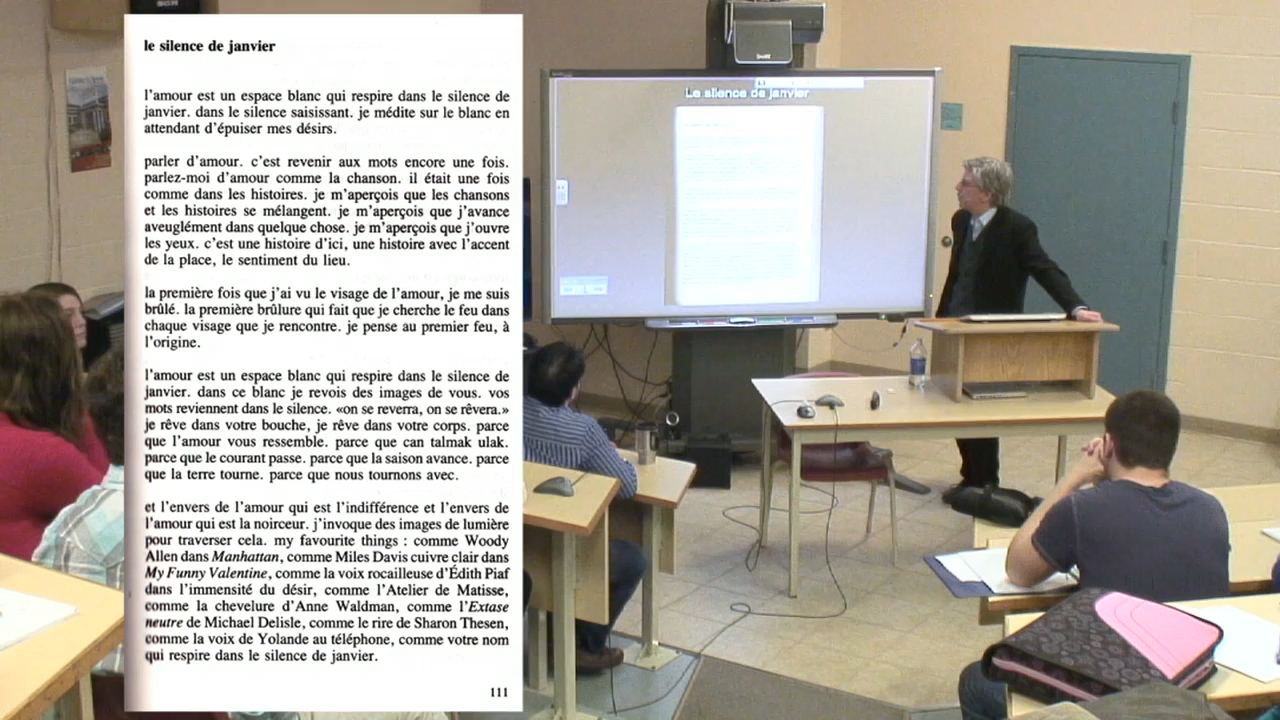 le silence de janvier
l'amour est un espace blanc qui respire dans le silence de
janvier. dans le silence saisissant. je médite sur le blanc en
attendant d'épuiser mes désirs.
parler d'amour. c'est revenir aux mots encore une fois.
parlez-moi d'amour comme la chanson. il était une fois
comme dans les histoires. je m'aperçois que les chansons
et les histoires se mélangent. je m'aperçois que j'avance
aveuglément dans quelque chose. je m'aperçois que j'ouvre
les yeux. c'est une histoire d'ici, une histoire avec l'accent
de la place, le sentiment du lieu.
la première fois que j'ai vu le visage de l'amour, je me suis
brûlé. la première brûlure qui fait que je cherche le feu dans
chaque visage que je rencontre. je pense au premier feu, à
l'origine.
l'amour est un espace blanc qui respire dans le silence de
janvier. dans ce blanc je revois des images de vous. vos
mots reviennent dans le silence. «on se reverra, on se rêvera.»
je rêve dans votre bouche, je rêve dans votre corps. parce
que l'amour vous ressemble. parce que can talmak ulak.
parce que le courant passe. parce que la saison avance. parce
que la terre tourne. parce que nous tournons avec.
et l'envers de l'amour qui est l'indifférence et l'envers de
l'amour qui est la noirceur. j'invoque des images de lumière
pour traverser cela. my favourite things : comme Woody
Allen dans Manhattan, comme Miles Davis cuivre clair dans
My Funny Valentine, comme la voix rocailleuse d'Édith Piaf
dans l'immensité du désir, comme l'Atelier de Matisse,
comme la chevelure d'Anne Waldman, comme l'Extase
neutre de Michael Delisle, comme le rire de Sharon Thesen,
comme la voix de Yolande au téléphone, comme votre nom
qui respire dans le silence de janvier.
111
Le silence de janvier